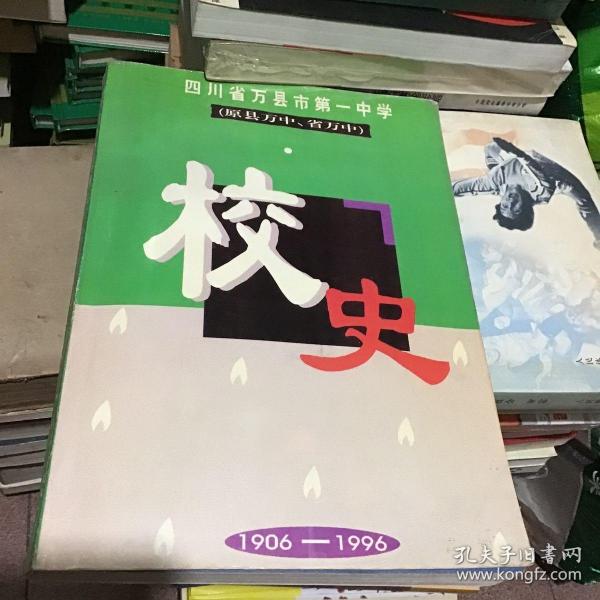 四川省万县市第一中学
(原县万中、省万中)
校
史
1906—1996
孔夫子旧书网
www.kongfz.com